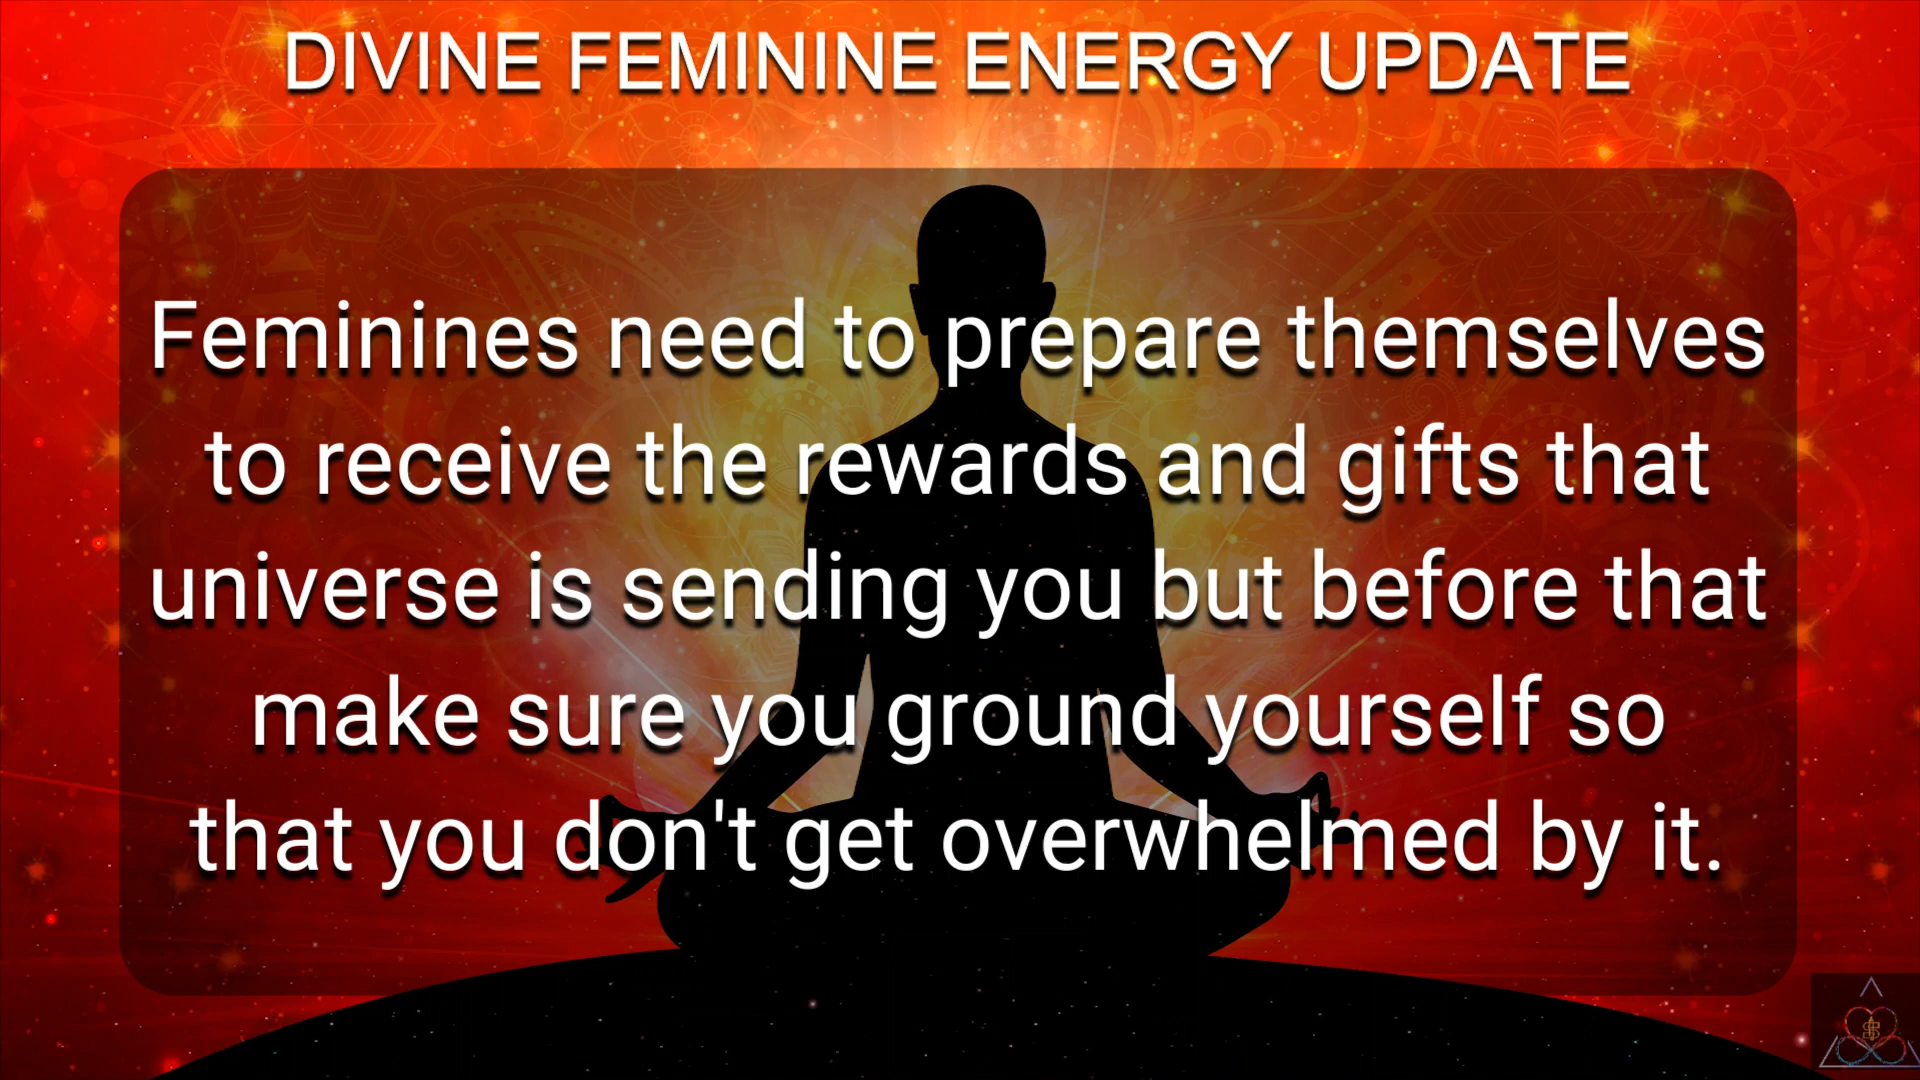 DIVINE FEMININE ENERGY UPDATE
Feminines need to prepare themselves
to receive the rewards and gifts that
universe is sending you but before that
make sure you ground yourself so
that you don't get overwhelmed by it.